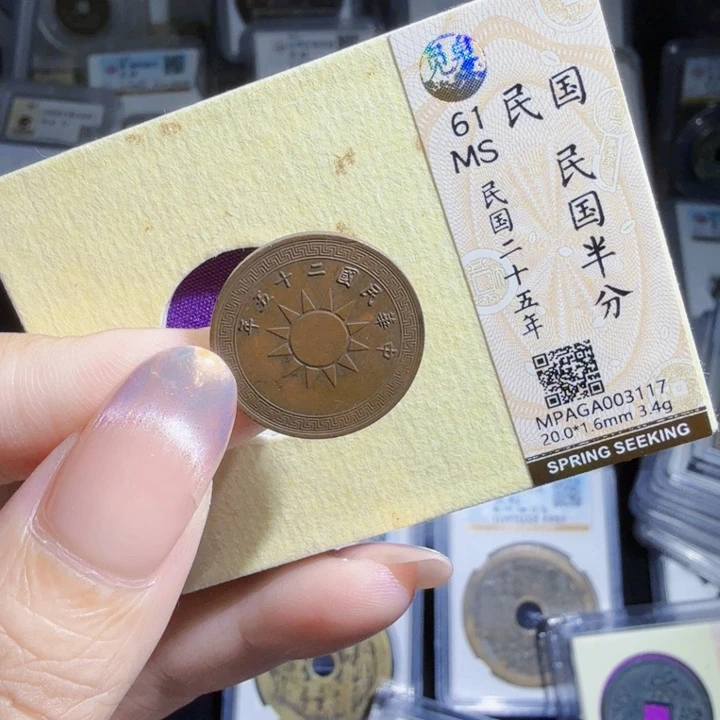 中華民國二十五年
觅泉
61
MS
民国
民国半分
民国二十五年
MPAGA003117
20.0*1.6mm 3.4g
SPRING SEEKING